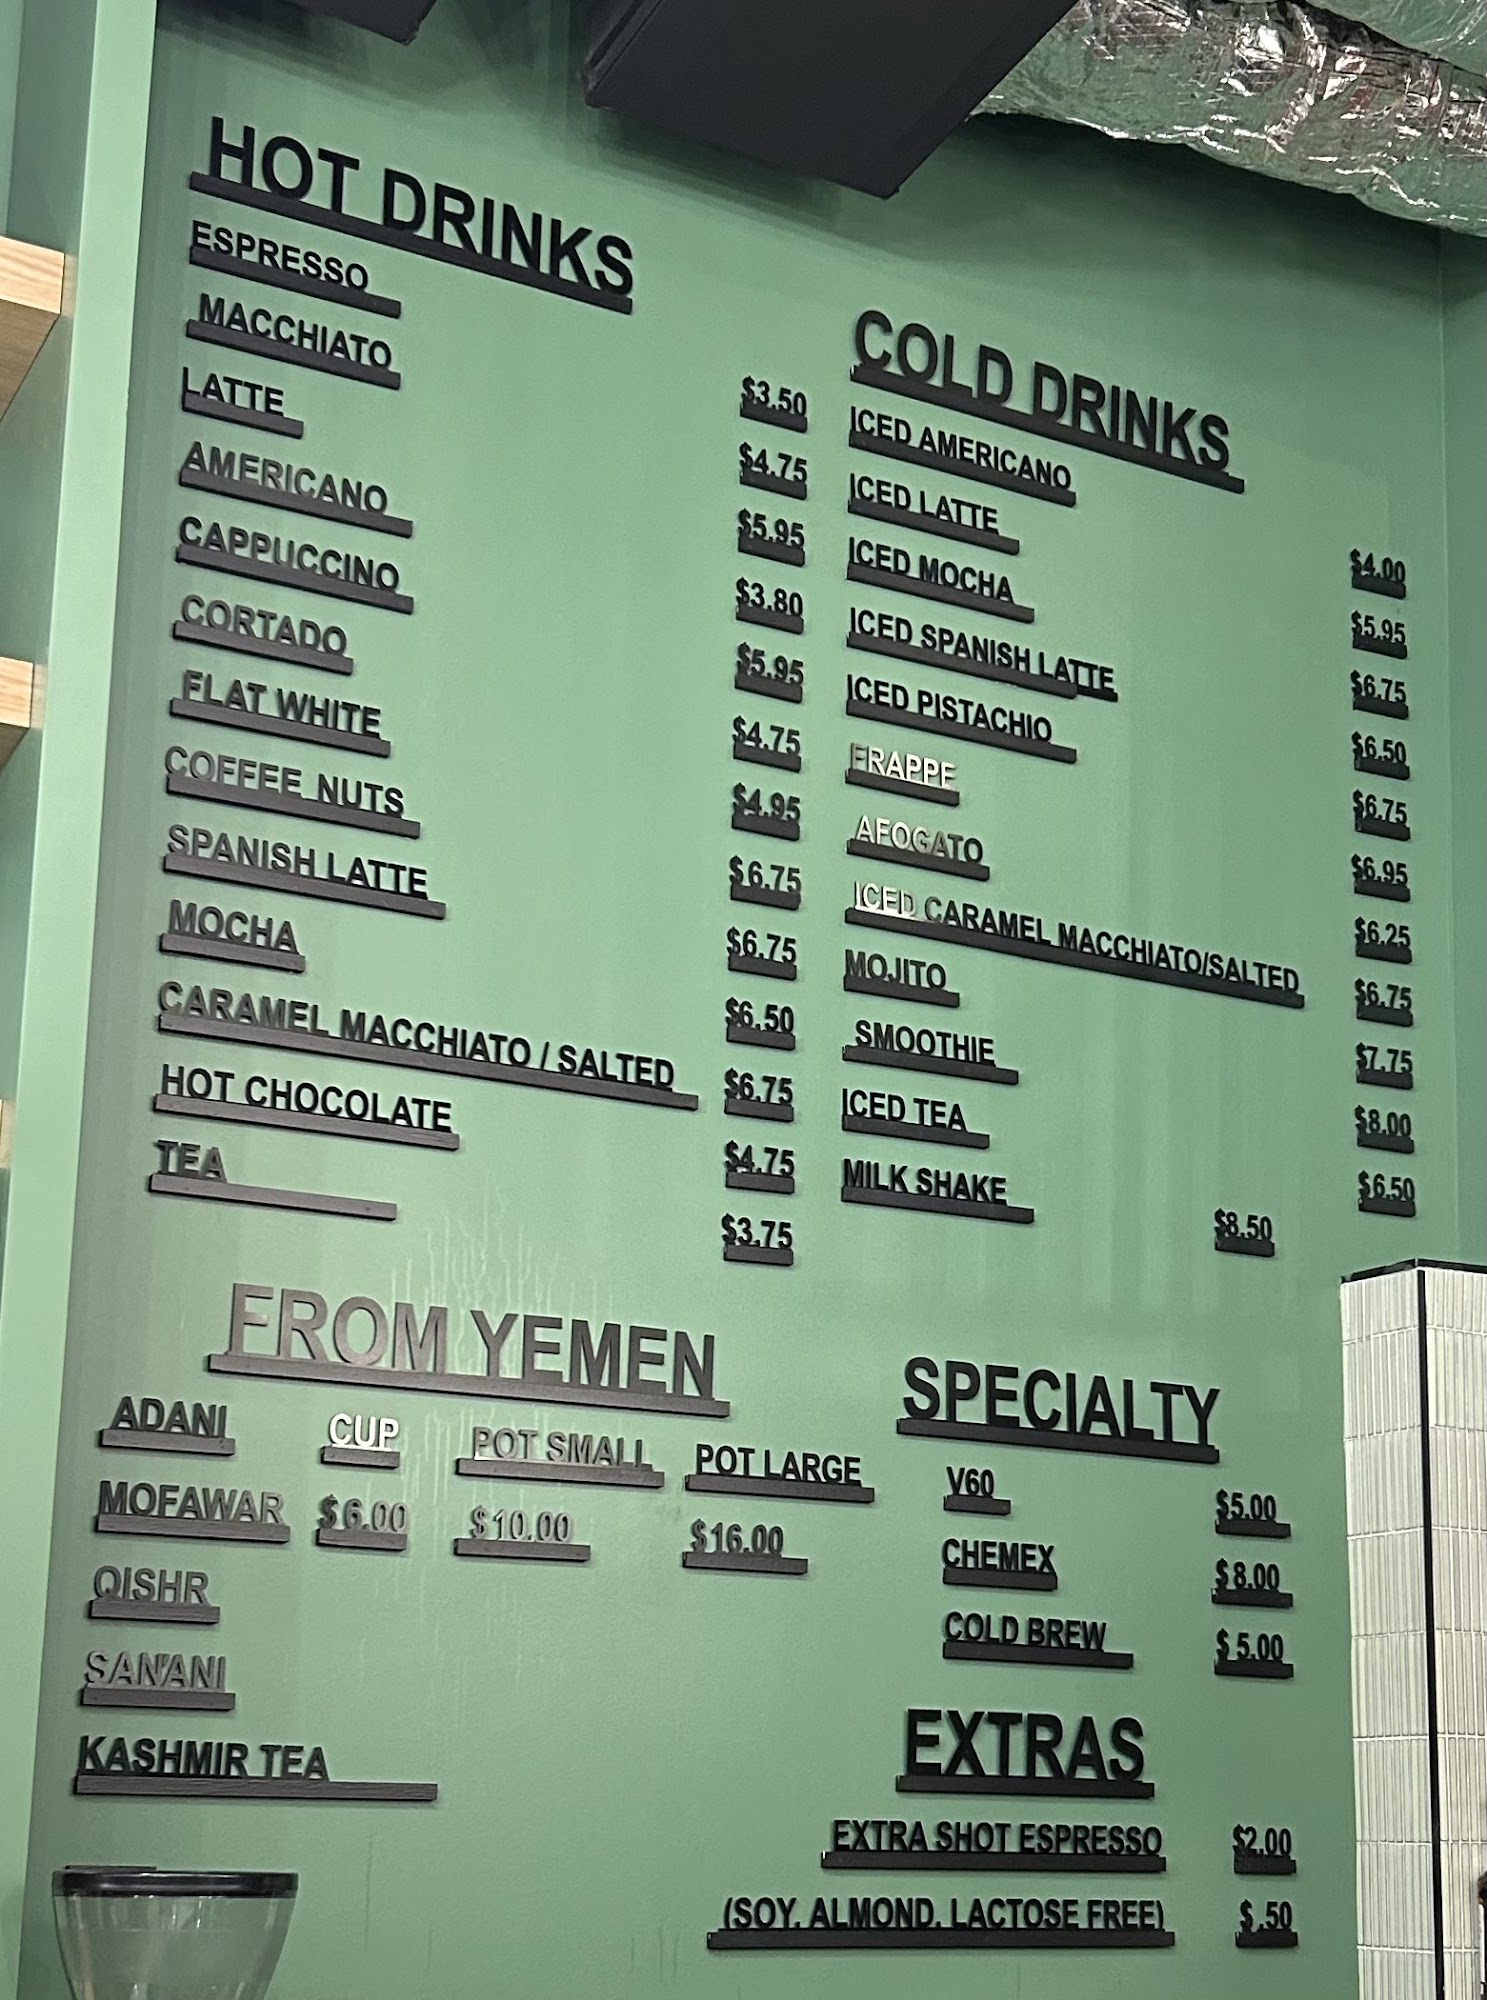 HOT DRINKS
ESPRESSO $3.50
MACCHIATO $4.75
LATTE $5.95
AMERICANO $3.80
CAPPUCCINO $5.95
CORTADO $4.75
FLAT WHITE $4.95
COFFEE NUTS $6.75
SPANISH LATTE $6.75
MOCHA $6.50
CARAMEL MACCHIATO / SALTED $6.75
HOT CHOCOLATE $4.75
TEA $3.75
COLD DRINKS
ICED AMERICANO $4.00
ICED LATTE $5.95
ICED MOCHA $6.75
ICED SPANISH LATTE $6.50
ICED PISTACHIO $6.75
FRAPPE $6.95
AFOGATO $6.25
ICED CARAMEL MACCHIATO/SALTED $6.75
MOJITO $7.75
SMOOTHIE $8.00
ICED TEA $6.50
MILK SHAKE $8.50
FROM YEMEN
ADANI CUP POT SMALL POT LARGE
MOFAWAR $6.00 $10.00 $16.00
QISHR
SAN'ANI
KASHMIR TEA
SPECIALTY
V60 $5.00
CHEMEX $8.00
COLD BREW $5.00
EXTRAS
EXTRA SHOT ESPRESSO $2.00
(SOY, ALMOND, LACTOSE FREE) $.50